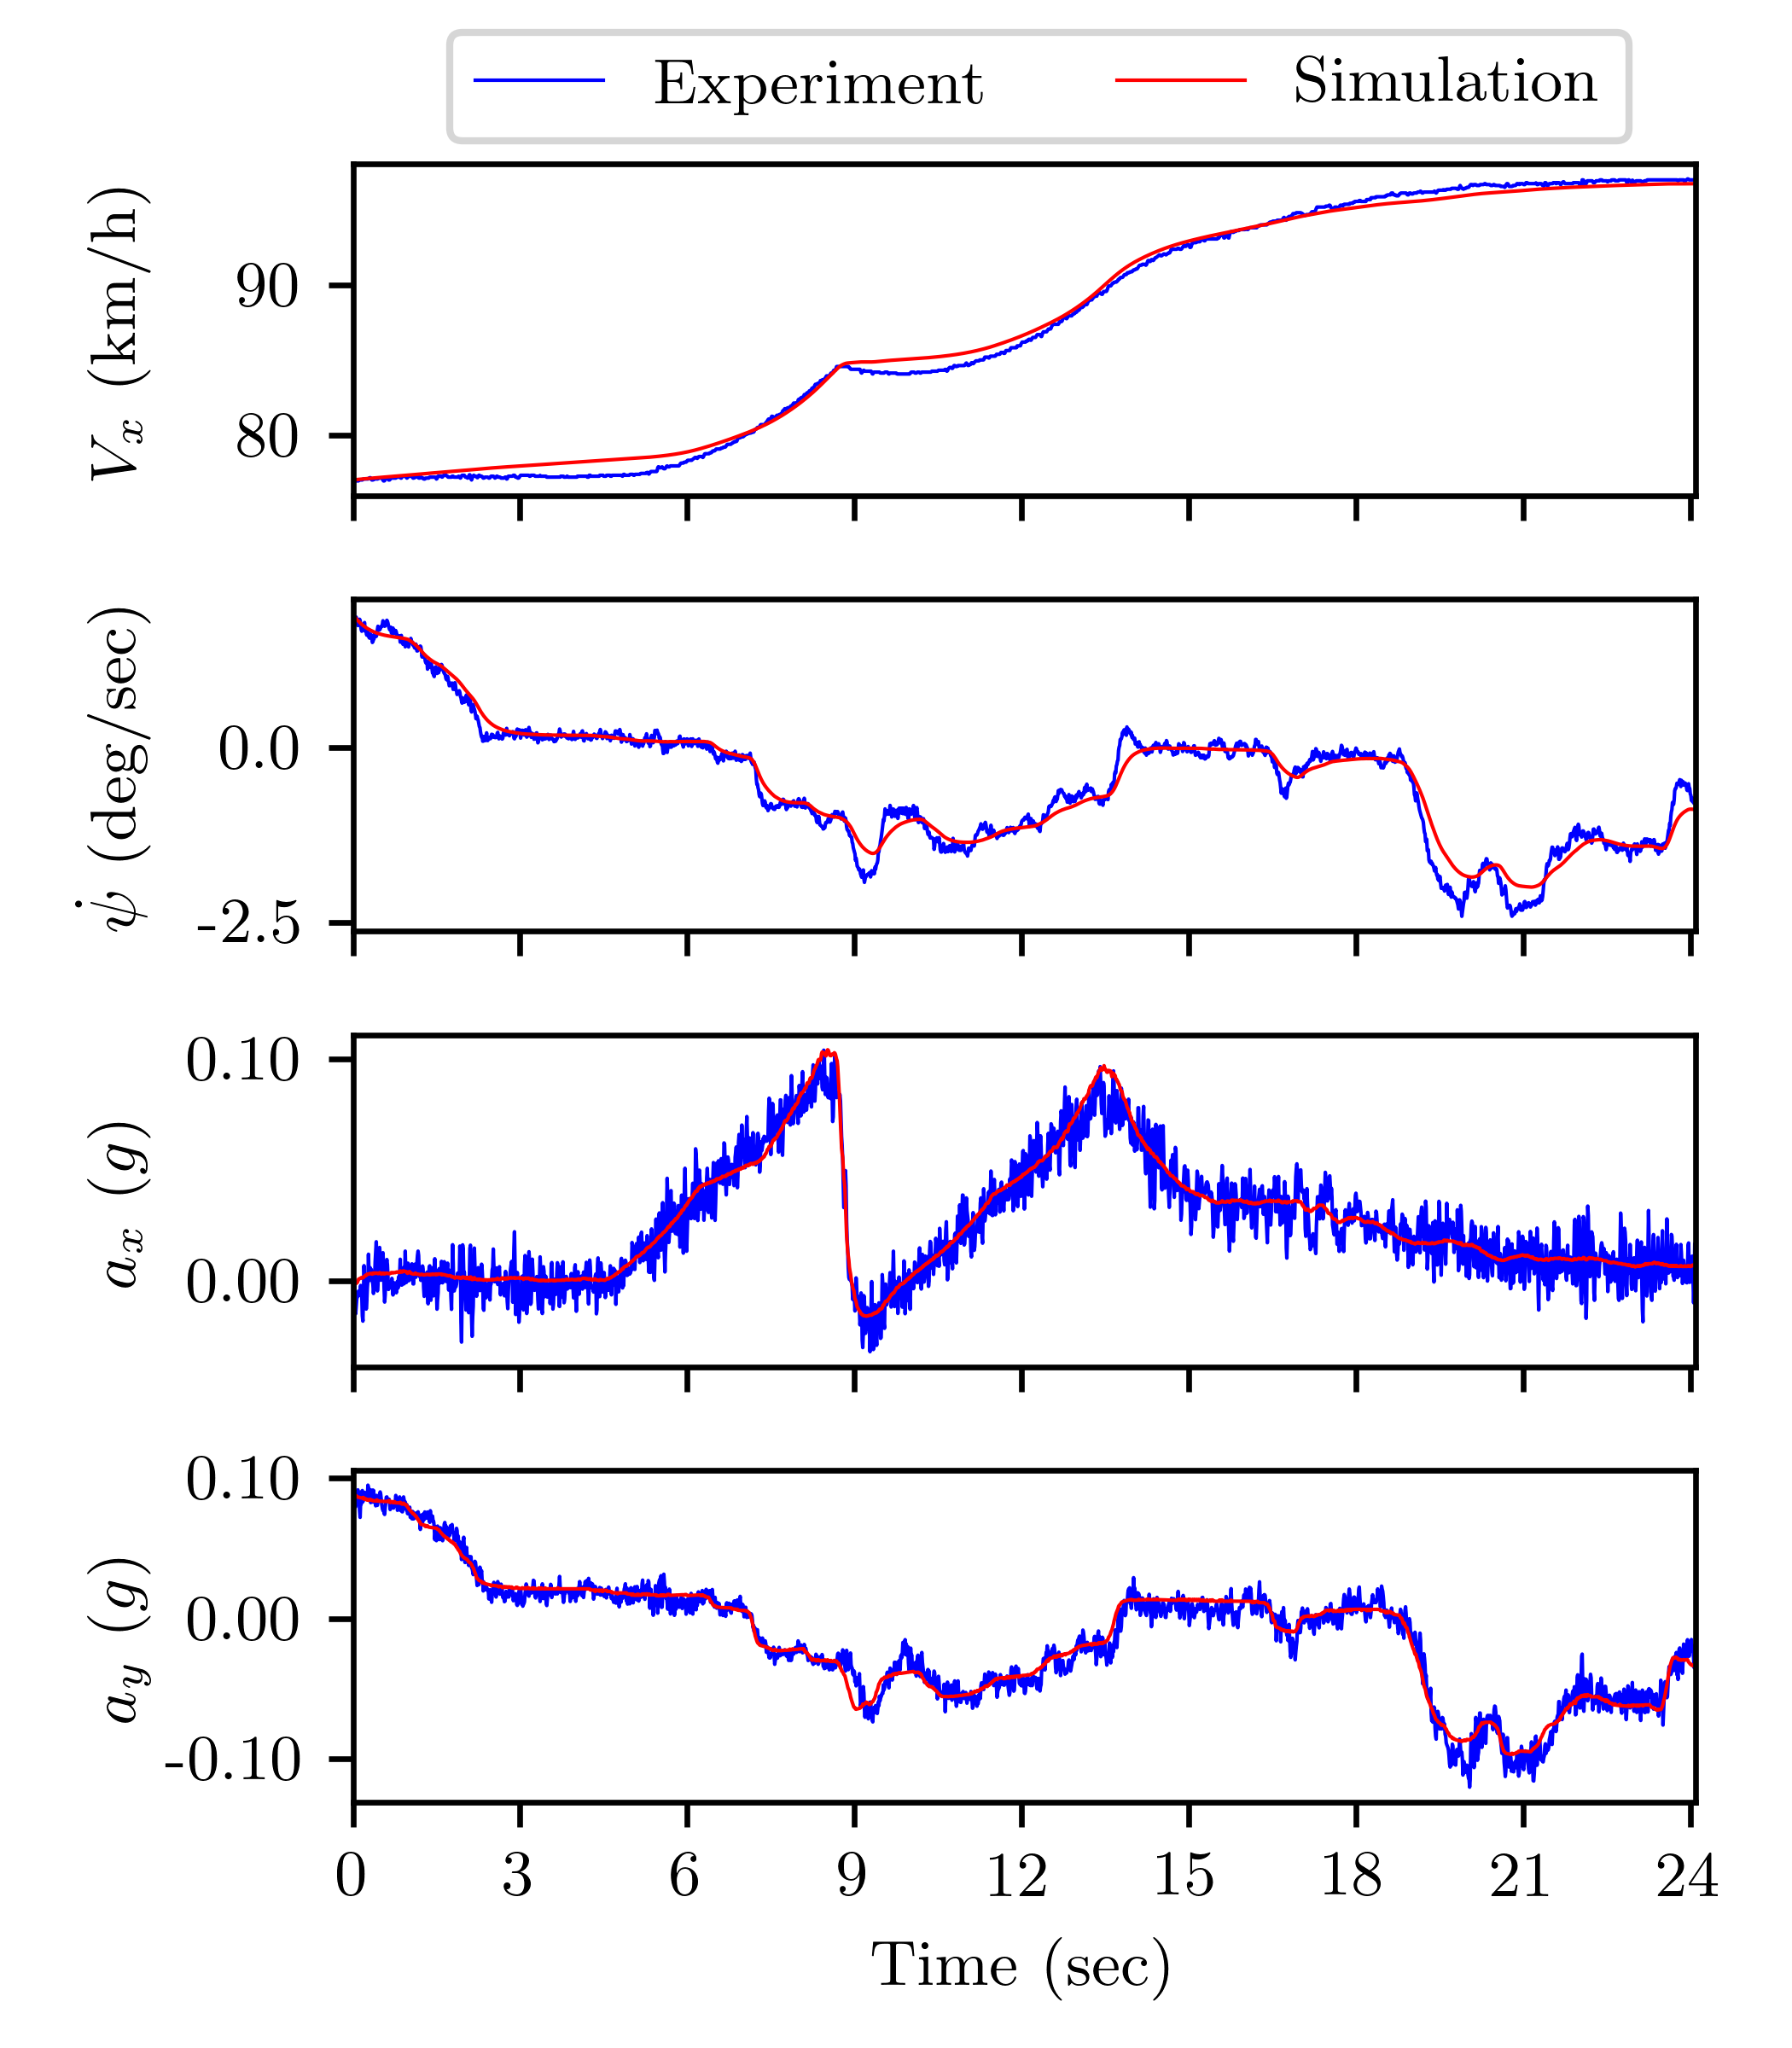 Experiment Simulation
V_x (km/h)
90
80
ψ̇ (deg/sec)
0.0
-2.5
a_x (g)
0.10
0.00
a_y (g)
0.10
0.00
-0.10
0 3 6 9 12 15 18 21 24
Time (sec)